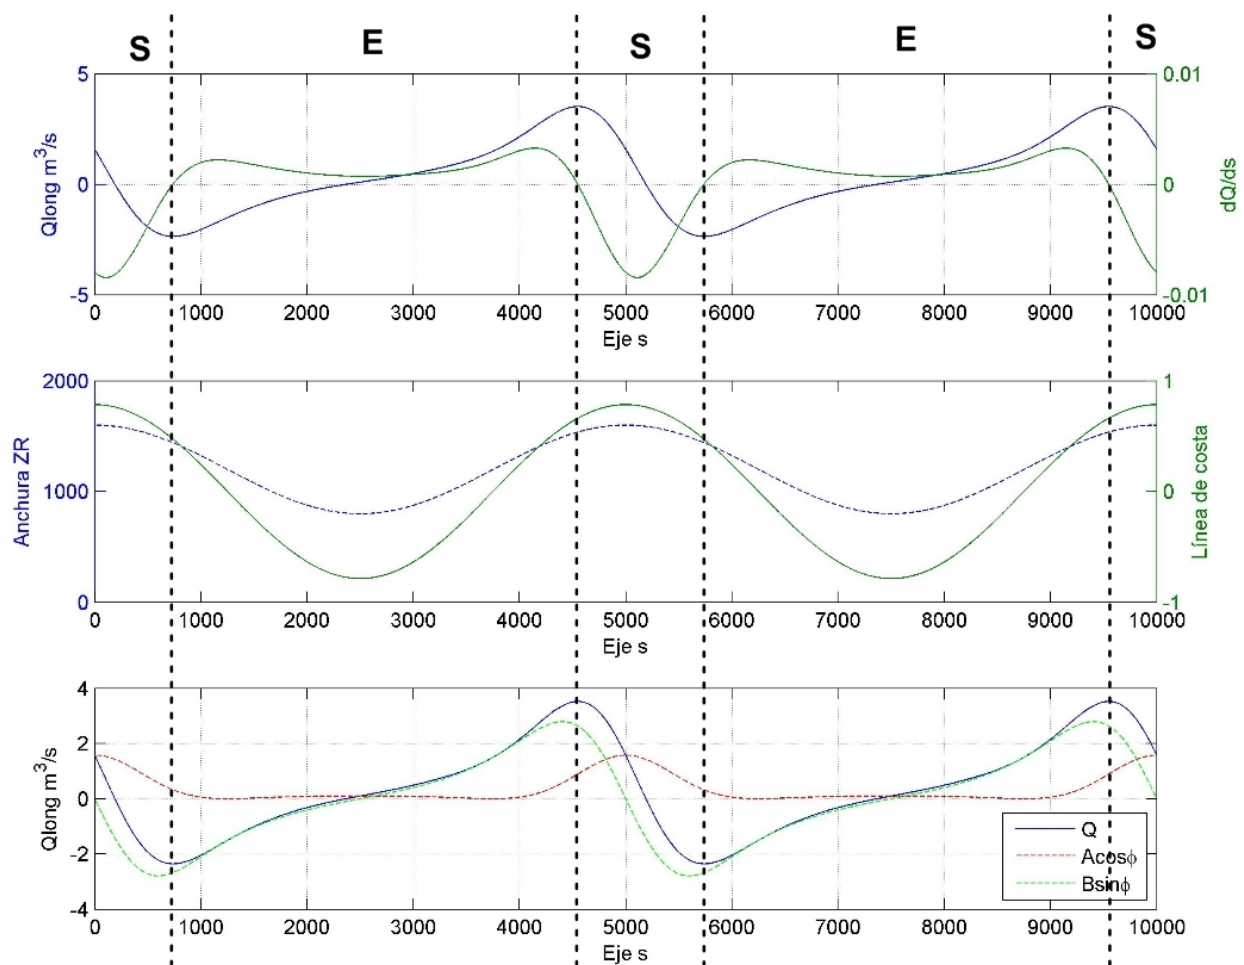 S E S E S
5 0.01
Qlong m³/s 0 0 dQ/ds
-5 -0.01
0 1000 2000 3000 4000 5000 6000 7000 8000 9000 10000
Eje s
2000 1
Anchura ZR 1000 0 Línea de costa
0 -1
0 1000 2000 3000 4000 5000 6000 7000 8000 9000 10000
Eje s
4
2
Qlong m³/s 0
-2
-4
Q
Acosϕ
Bsinϕ
0 1000 2000 3000 4000 5000 6000 7000 8000 9000 10000
Eje s